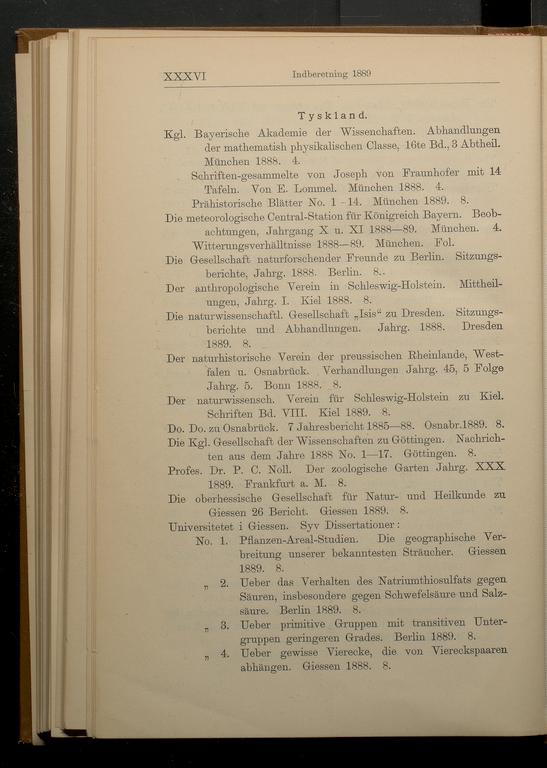 XXXVI Indberetning 1889
Tyskland.
Kgl. Bayerische Akademie der Wissenchaften. Abhandlungen
der mathematish physikalischen Classe, 16te Bd., 3 Abtheil.
München 1888. 4.
Schriften-gesammelte von Joseph von Fraunhofer mit 14
Tafeln. Von E. Lommel. München 1888. 4.
Prähistorische Blätter No. 1-14. München 1889. 8.
Die meteorologische Central-Station für Königreich Bayern. Beob-
achtungen, Jahrgang X u. XI 1888—89. München. 4.
Witterungsverhälltnisse 1888—89. München. Fol.
Die Gesellschaft naturforschender Freunde zu Berlin. Sitzungs-
berichte, Jahrg. 1888. Berlin. 8..
Der anthropologische Verein in Schleswig-Holstein. Mittheil-
ungen, Jahrg. I. Kiel 1888. 8.
Die naturwissenschaftl. Gesellschaft „Isis“ zu Dresden. Sitzungs-
berichte und Abhandlungen. Jahrg. 1888. Dresden
1889. 8.
Der naturhistorische Verein der preussischen Rheinlande, West-
falen u. Osnabrück. Verhandlungen Jahrg. 45, 5 Folge
Jahrg. 5. Bonn 1888. 8.
Der naturwissensch. Verein für Schleswig-Holstein zu Kiel.
Schriften Bd. VIII. Kiel 1889. 8.
Do. Do. zu Osnabrück. 7 Jahresbericht 1885—88. Osnabr. 1889. 8.
Die Kgl. Gesellschaft der Wissenschaften zu Göttingen. Nachrich-
ten aus dem Jahre 1888 No. 1—17. Göttingen. 8.
Profes. Dr. P. C. Noll. Der zoologische Garten Jahrg. XXX
1889. Frankfurt a. M. 8.
Die oberhessische Gesellschaft für Natur- und Heilkunde zu
Giessen 26 Bericht. Giessen 1889. 8.
Universitetet i Giessen. Syv Dissertationer:
No. 1. Pflanzen-Areal-Studien. Die geographische Ver-
breitung unserer bekanntesten Sträucher. Giessen
1889. 8.
„ 2. Ueber das Verhalten des Natriumthiosulfats gegen
Säuren, insbesondere gegen Schwefelsäure und Salz-
säure. Berlin 1889. 8.
„ 3. Ueber primitive Gruppen mit transitiven Unter-
gruppen geringeren Grades. Berlin 1889. 8.
„ 4. Ueber gewisse Vierecke, die von Viereckspaaren
abhängen. Giessen 1888. 8.